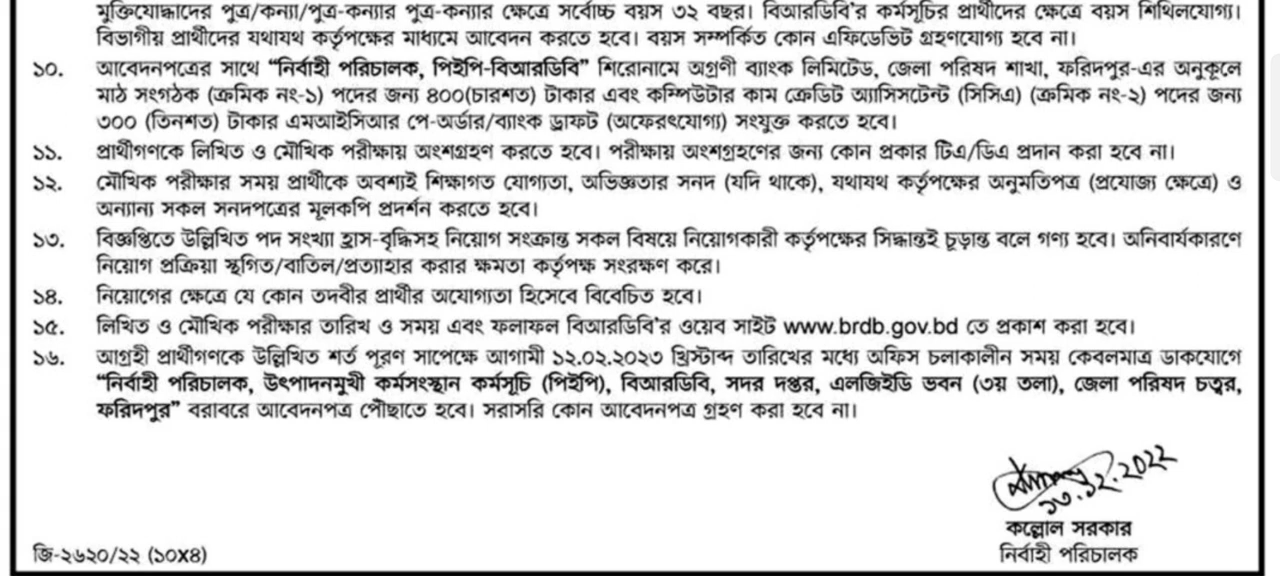 মুক্তিযোদ্ধাদের পুত্র/কন্যা/পুত্র-কন্যার পুত্র-কন্যার ক্ষেত্রে সর্বোচ্চ বয়স ৩২ বছর। বিআরডিবি'র কর্মসূচির প্রার্থীদের ক্ষেত্রে বয়স শিথিলযোগ্য।
বিভাগীয় প্রার্থীদের যথাযথ কর্তৃপক্ষের মাধ্যমে আবেদন করতে হবে। বয়স সম্পর্কিত কোন এফিডেভিট গ্রহণযোগ্য হবে না।
১০. আবেদনপত্রের সাথে “নির্বাহী পরিচালক, পিইপি-বিআরডিবি” শিরোনামে অগ্রণী ব্যাংক লিমিটেড, জেলা পরিষদ শাখা, ফরিদপুর-এর অনুকূলে
মাঠ সংগঠক (ক্রমিক নং-১) পদের জন্য ৪০০(চারশত) টাকার এবং কম্পিউটার কাম ক্রেডিট অ্যাসিসটেন্ট (সিসিএ) (ক্রমিক নং-২) পদের জন্য
৩০০ (তিনশত) টাকার এমআইসিআর পে-অর্ডার/ব্যাংক ড্রাফট (অফেরৎযোগ্য) সংযুক্ত করতে হবে।
১১. প্রার্থীগণকে লিখিত ও মৌখিক পরীক্ষায় অংশগ্রহণ করতে হবে। পরীক্ষায় অংশগ্রহণের জন্য কোন প্রকার টিএ/ডিএ প্রদান করা হবে না।
১২. মৌখিক পরীক্ষার সময় প্রার্থীকে অবশ্যই শিক্ষাগত যোগ্যতা, অভিজ্ঞতার সনদ (যদি থাকে), যথাযথ কর্তৃপক্ষের অনুমতিপত্র (প্রযোজ্য ক্ষেত্রে) ও
অন্যান্য সকল সনদপত্রের মূলকপি প্রদর্শন করতে হবে।
১৩. বিজ্ঞপ্তিতে উল্লিখিত পদ সংখ্যা হ্রাস-বৃদ্ধিসহ নিয়োগ সংক্রান্ত সকল বিষয়ে নিয়োগকারী কর্তৃপক্ষের সিদ্ধান্তই চূড়ান্ত বলে গণ্য হবে। অনিবার্যকারণে
নিয়োগ প্রক্রিয়া স্থগিত/বাতিল/প্রত্যাহার করার ক্ষমতা কর্তৃপক্ষ সংরক্ষণ করে।
১৪. নিয়োগের ক্ষেত্রে যে কোন তদবীর প্রার্থীর অযোগ্যতা হিসেবে বিবেচিত হবে।
১৫. লিখিত ও মৌখিক পরীক্ষার তারিখ ও সময় এবং ফলাফল বিআরডিবি'র ওয়েব সাইট www.brdb.gov.bd তে প্রকাশ করা হবে।
১৬. আগ্রহী প্রার্থীগণকে উল্লিখিত শর্ত পূরণ সাপেক্ষে আগামী ১২.০২.২০২৩ খ্রিস্টাব্দ তারিখের মধ্যে অফিস চলাকালীন সময় কেবলমাত্র ডাকযোগে
“নির্বাহী পরিচালক, উৎপাদনমুখী কর্মসংস্থান কর্মসূচি (পিইপি), বিআরডিবি, সদর দপ্তর, এলজিইডি ভবন (৩য় তলা), জেলা পরিষদ চত্বর,
ফরিদপুর” বরাবরে আবেদনপত্র পৌঁছাতে হবে। সরাসরি কোন আবেদনপত্র গ্রহণ করা হবে না।
১৩.১২.২০২২
কল্লোল সরকার
নির্বাহী পরিচালক
জি-২৬২০/২২ (১০X৪)